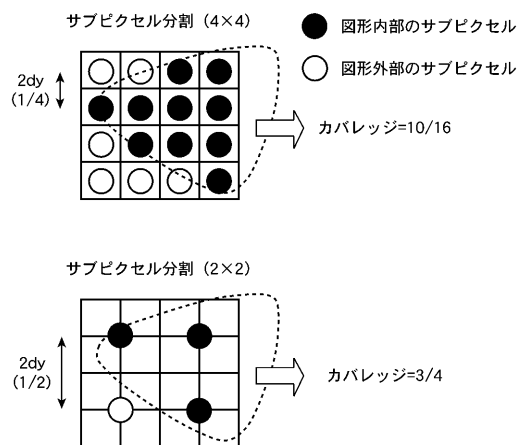 サブピクセル分割（4×4）
図形内部のサブピクセル
図形外部のサブピクセル
2dy
(1/4)
カバレッジ=10/16
サブピクセル分割（2×2）
2dy
(1/2)
カバレッジ=3/4